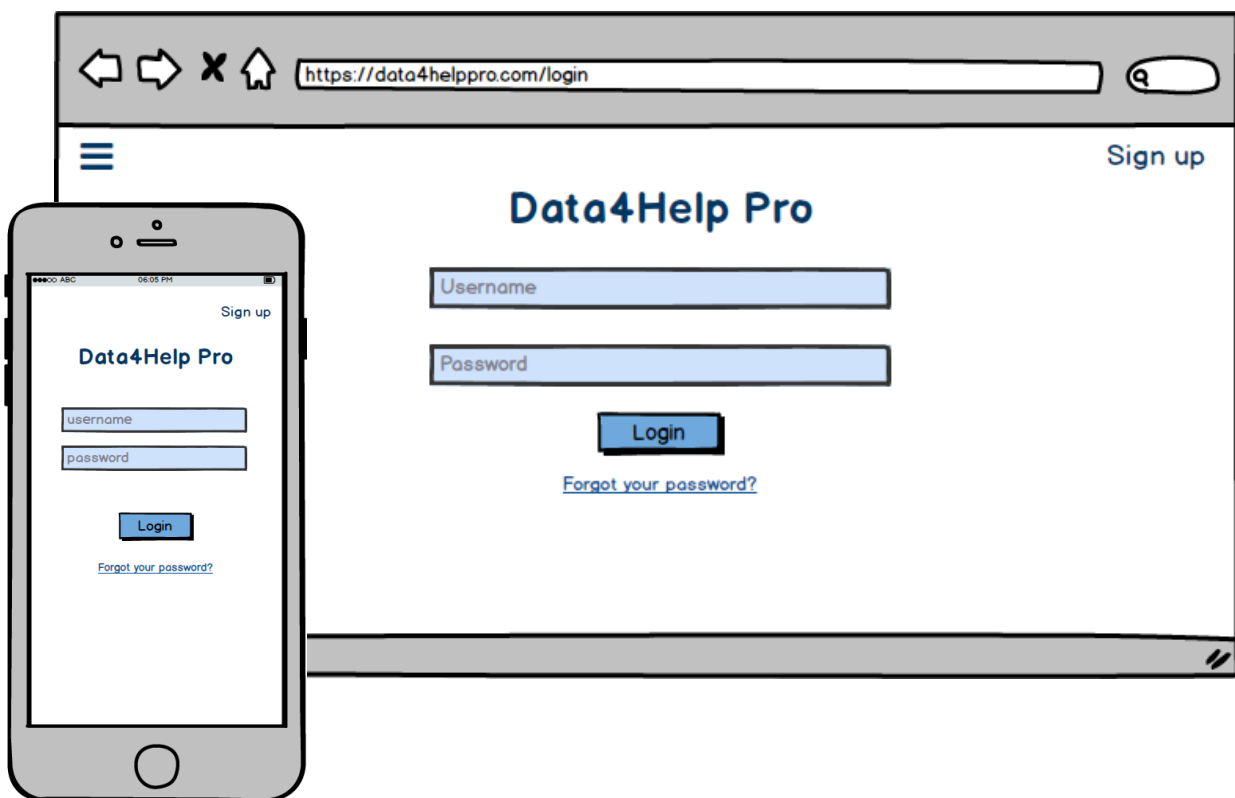 https://data4helppro.com/login
Sign up
Data4Help Pro
Username
Password
Login
Forgot your password?
ABC 06:05 PM
Sign up
Data4Help Pro
username
password
Login
Forgot your password?